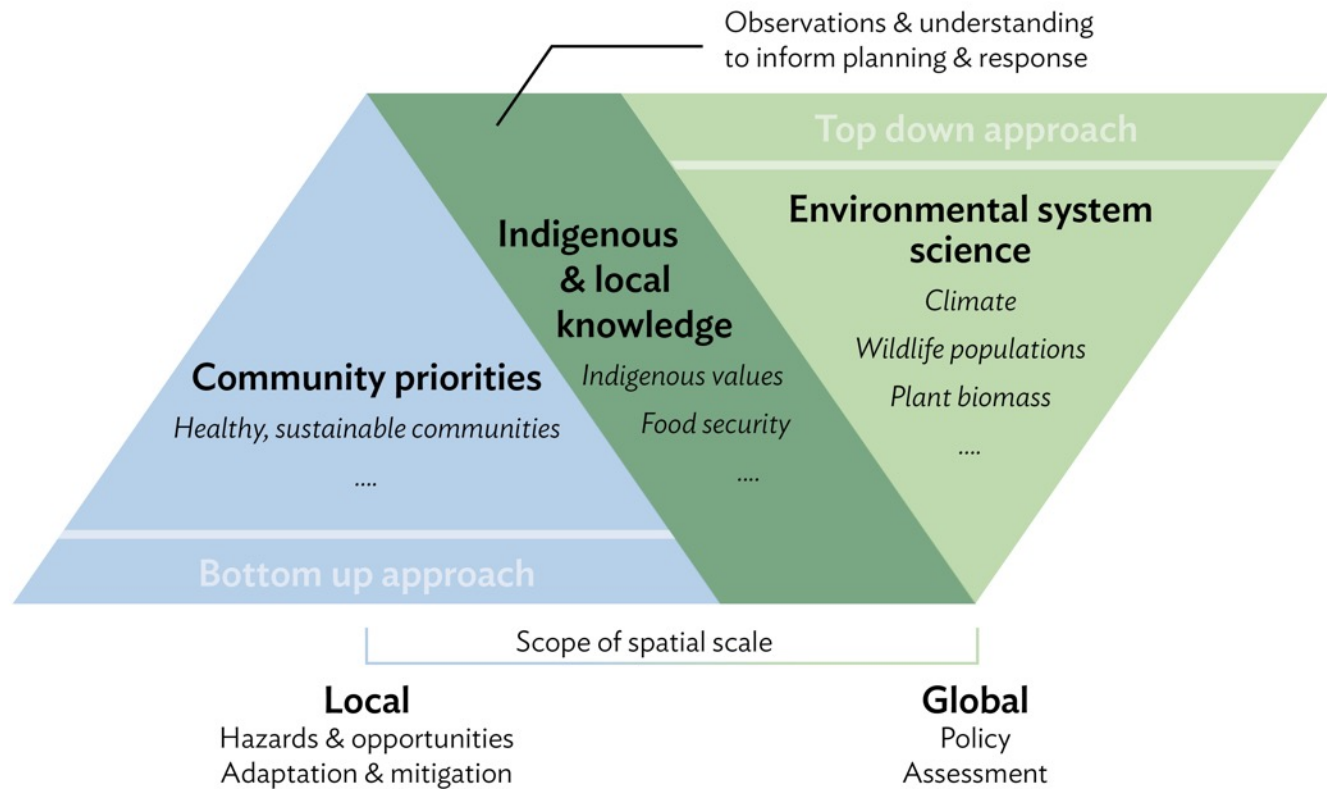 Observations & understanding
to inform planning & response
Top down approach
Environmental system
science
Climate
Wildlife populations
Plant biomass
....
Indigenous
& local
knowledge
Indigenous values
Food security
....
Community priorities
Healthy, sustainable communities
....
Bottom up approach
Scope of spatial scale
Local
Hazards & opportunities
Adaptation & mitigation
Global
Policy
Assessment